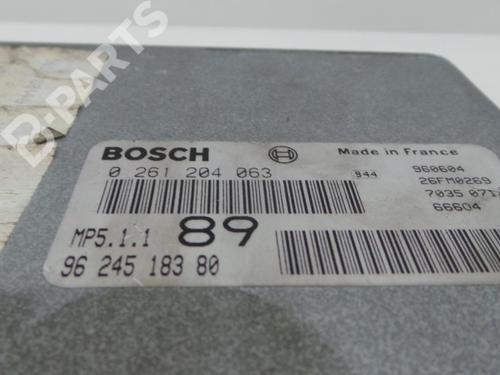 B-PARTS
BOSCH Made in France
0 261 204 063 944 960604
26FM0269
7035 071
66604
MP5.1.1 89
96 245 183 80